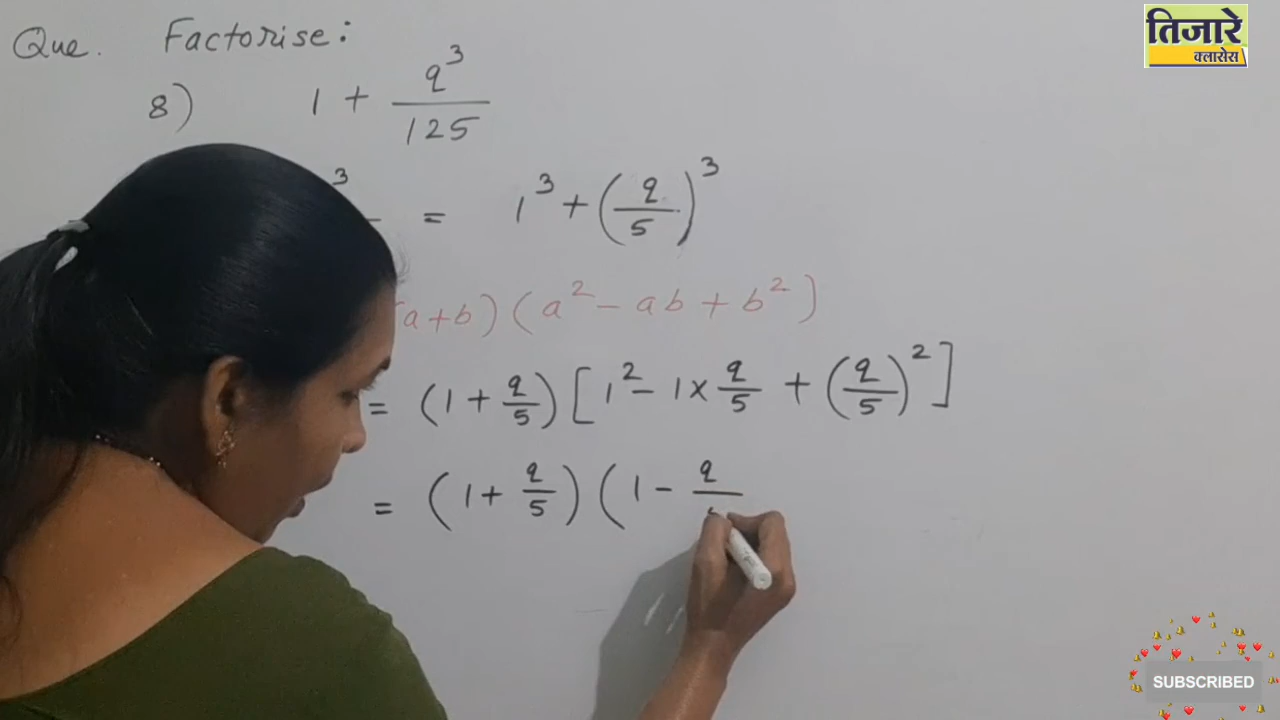 Que. Factorise:
8) 1 + q³/125
³ = 1³ + (q/5)³
(a+b)(a² - ab + b²)
= (1 + q/5) [1² - 1 × q/5 + (q/5)²]
= (1 + q/5) (1 - q/
तिजारे
क्लासेस
SUBSCRIBED